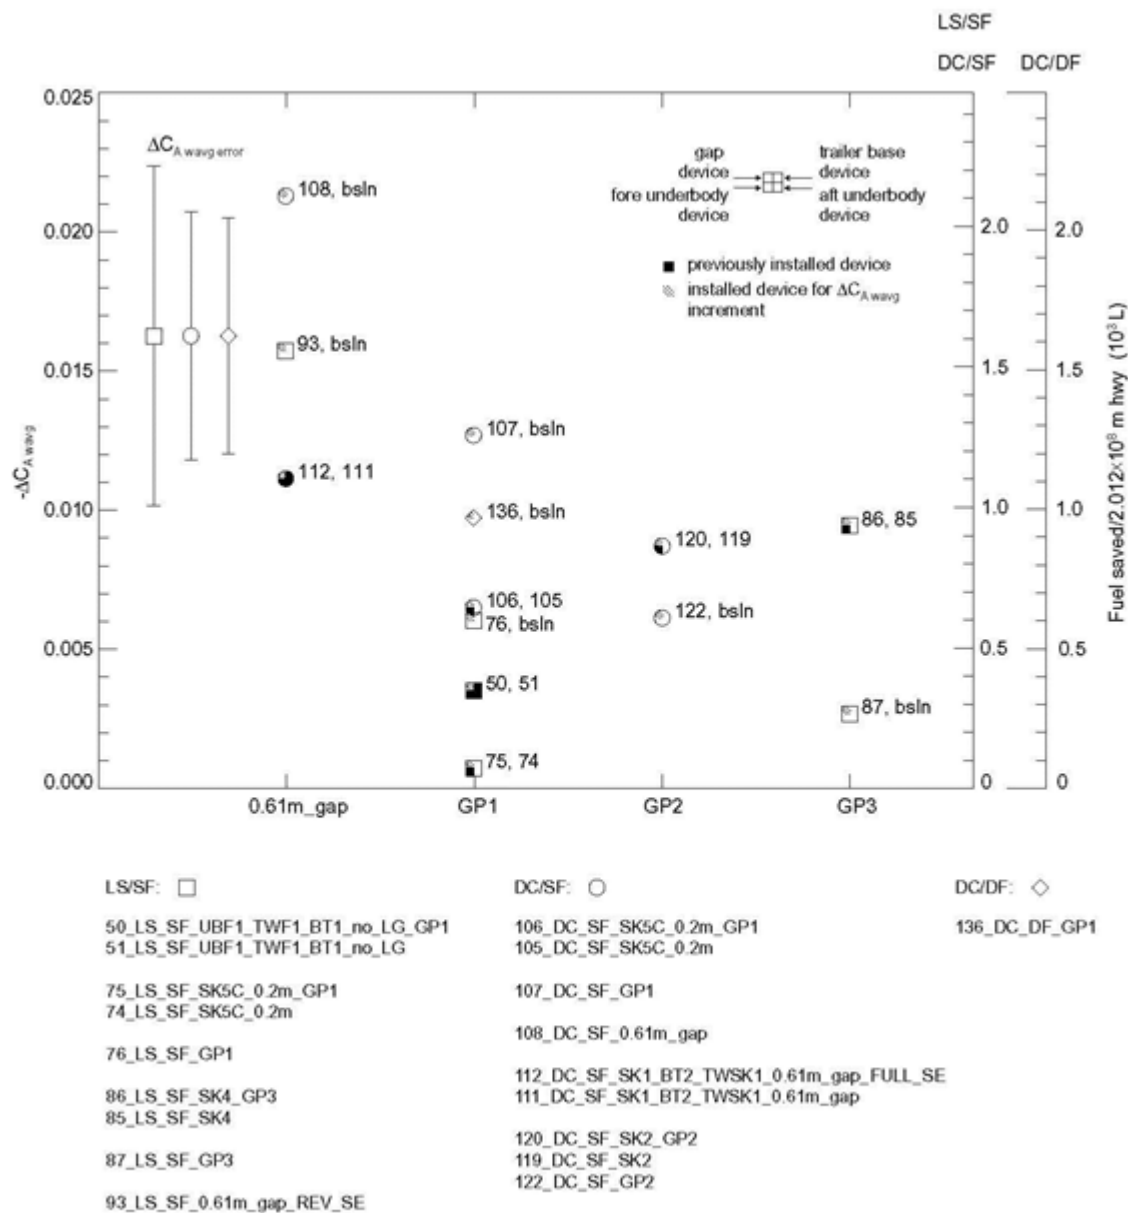 LS/SF
DC/SF DC/DF
0.025
ΔC_A wavg error
gap device
trailer base device
fore underbody device
aft underbody device
108, bsln
0.020
2.0
2.0
previously installed device
installed device for ΔC_A wavg increment
93, bsln
0.015
1.5
1.5
107, bsln
112, 111
-ΔC_A wavg
Fuel saved/2.012×10⁸ m hwy (10³ L)
136, bsln
0.010
86, 85
1.0
1.0
120, 119
106, 105
76, bsln
122, bsln
0.005
0.5
0.5
50, 51
87, bsln
75, 74
0.000
0
0
0.61m_gap GP1 GP2 GP3
LS/SF:
50_LS_SF_UBF1_TWF1_BT1_no_LG_GP1
51_LS_SF_UBF1_TWF1_BT1_no_LG
75_LS_SF_SK5C_0.2m_GP1
74_LS_SF_SK5C_0.2m
76_LS_SF_GP1
86_LS_SF_SK4_GP3
85_LS_SF_SK4
87_LS_SF_GP3
93_LS_SF_0.61m_gap_REV_SE
DC/SF:
106_DC_SF_SK5C_0.2m_GP1
105_DC_SF_SK5C_0.2m
107_DC_SF_GP1
108_DC_SF_0.61m_gap
112_DC_SF_SK1_BT2_TWSK1_0.61m_gap_FULL_SE
111_DC_SF_SK1_BT2_TWSK1_0.61m_gap
120_DC_SF_SK2_GP2
119_DC_SF_SK2
122_DC_SF_GP2
DC/DF:
136_DC_DF_GP1